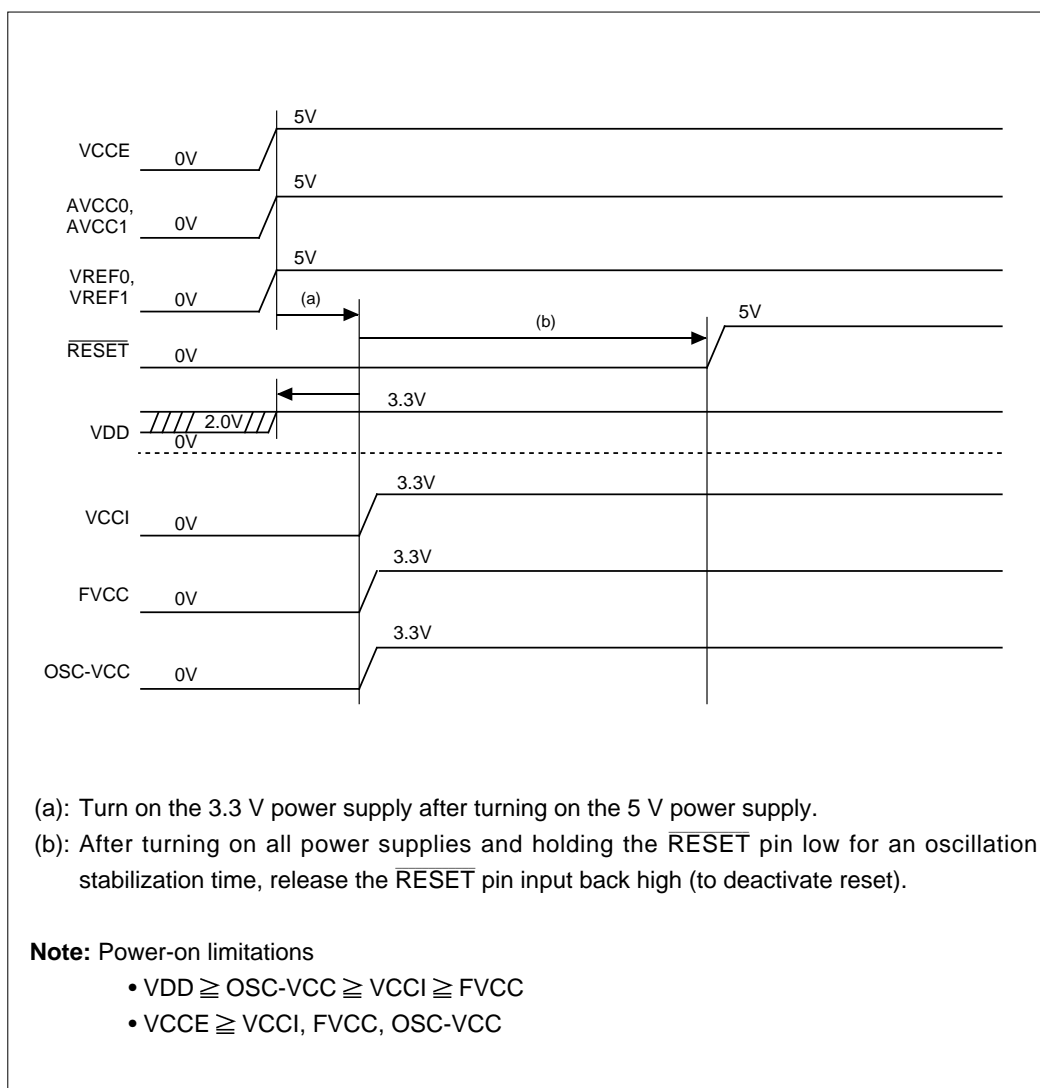 5V
VCCE 0V
5V
AVCC0,
AVCC1 0V
5V
VREF0,
VREF1 0V
(a)
(b)
5V
RESET 0V
3.3V
2.0V
VDD 0V
3.3V
VCCI 0V
3.3V
FVCC 0V
3.3V
OSC-VCC 0V
(a): Turn on the 3.3 V power supply after turning on the 5 V power supply.
(b): After turning on all power supplies and holding the RESET pin low for an oscillation
stabilization time, release the RESET pin input back high (to deactivate reset).
Note: Power-on limitations
• VDD ≧ OSC-VCC ≧ VCCI ≧ FVCC
• VCCE ≧ VCCI, FVCC, OSC-VCC